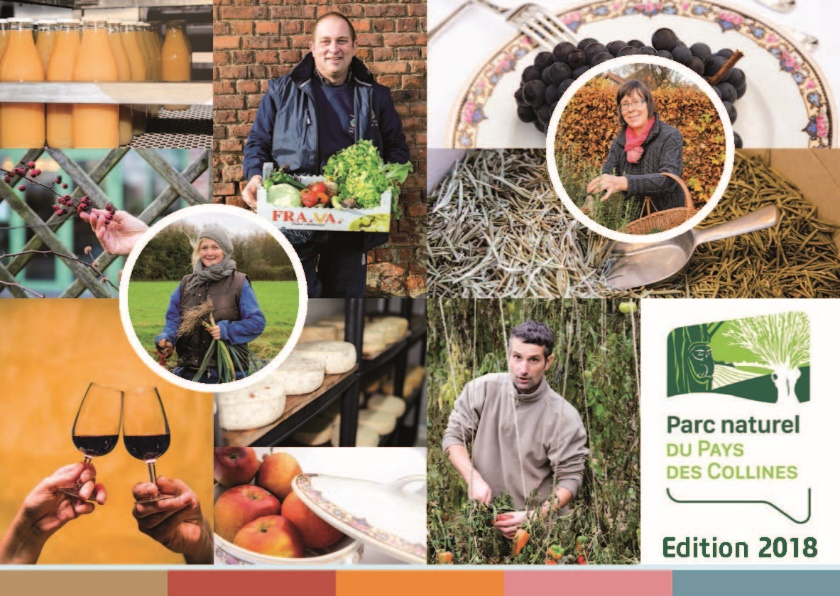 FRA.VA.
Parc naturel
DU PAYS
DES COLLINES
Edition 2018